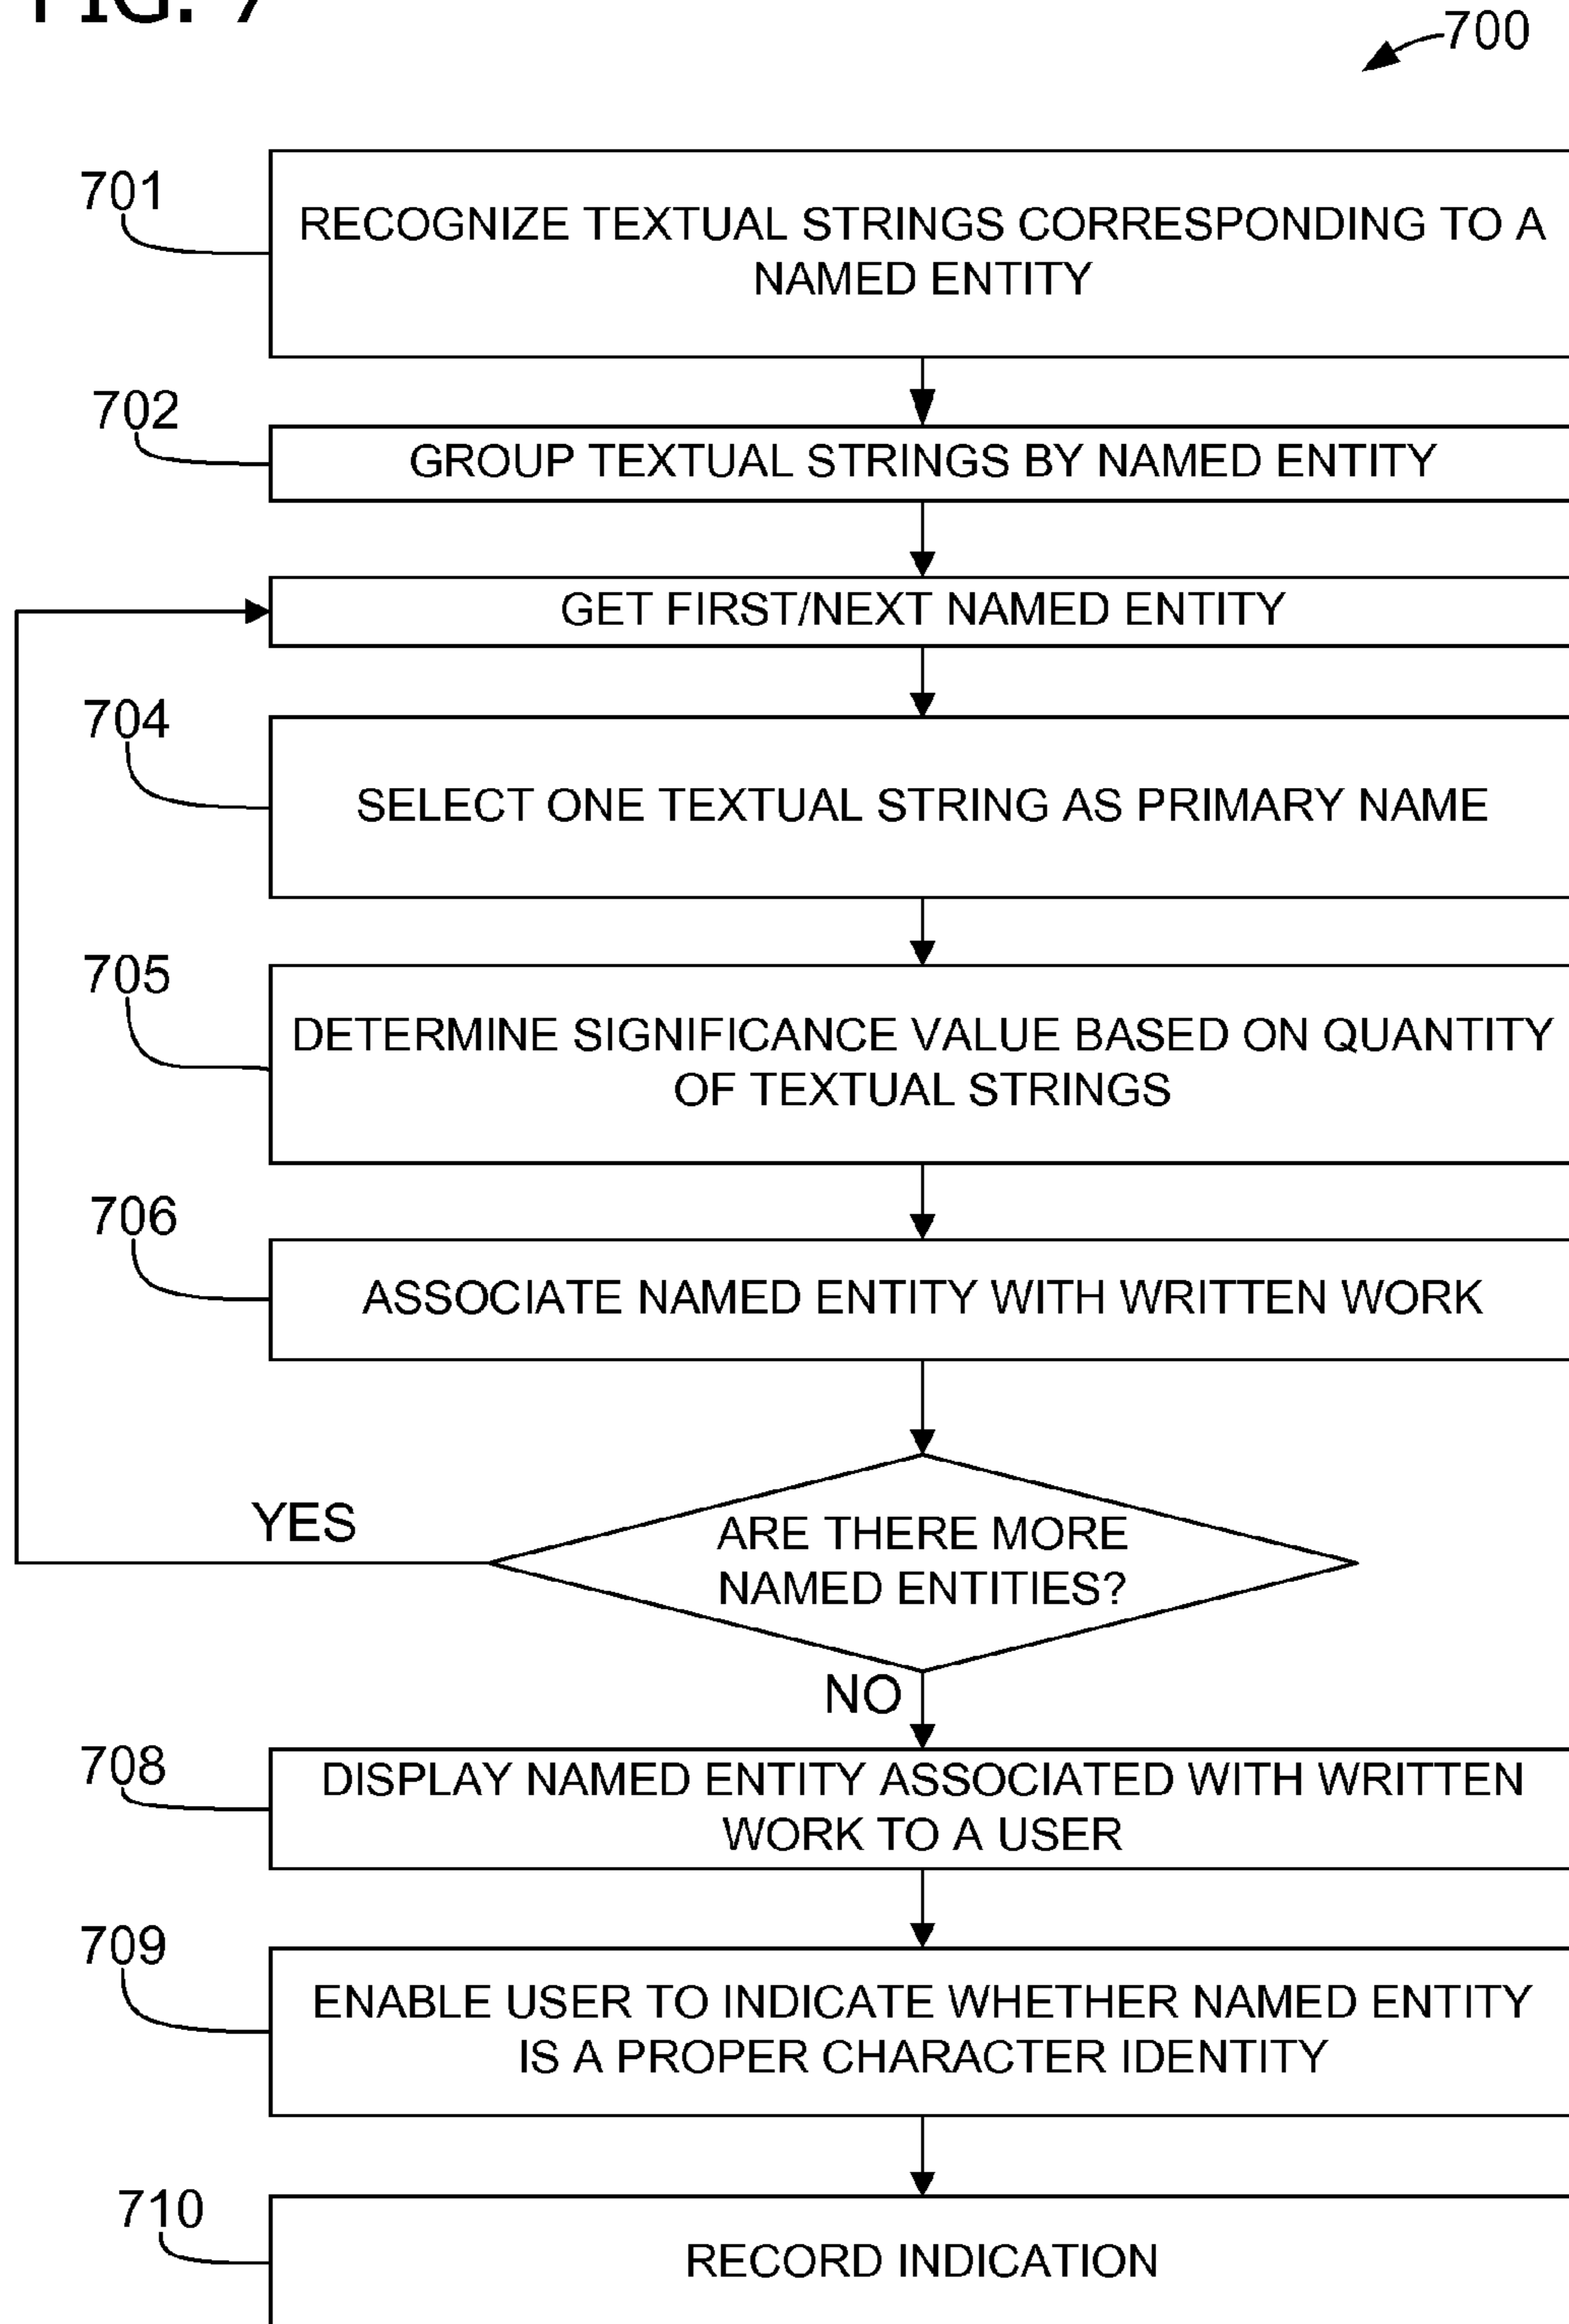 FIG. 7
700
701
RECOGNIZE TEXTUAL STRINGS CORRESPONDING TO A
NAMED ENTITY
702
GROUP TEXTUAL STRINGS BY NAMED ENTITY
GET FIRST/NEXT NAMED ENTITY
704
SELECT ONE TEXTUAL STRING AS PRIMARY NAME
705
DETERMINE SIGNIFICANCE VALUE BASED ON QUANTITY
OF TEXTUAL STRINGS
706
ASSOCIATE NAMED ENTITY WITH WRITTEN WORK
YES
ARE THERE MORE
NAMED ENTITIES?
NO
708
DISPLAY NAMED ENTITY ASSOCIATED WITH WRITTEN
WORK TO A USER
709
ENABLE USER TO INDICATE WHETHER NAMED ENTITY
IS A PROPER CHARACTER IDENTITY
710
RECORD INDICATION